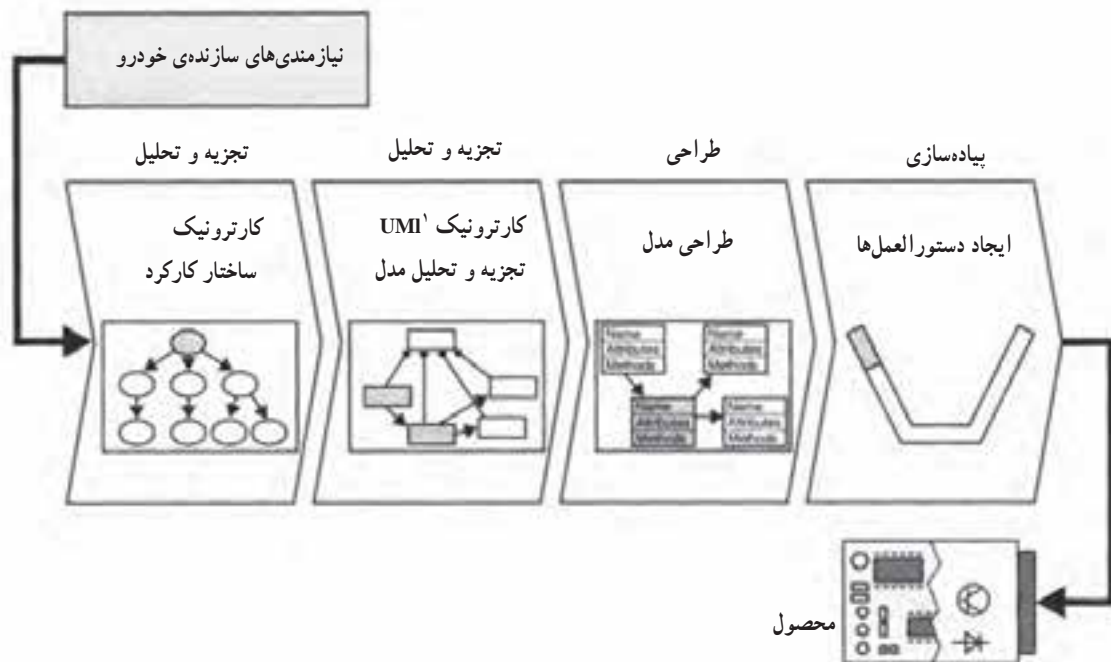 نیازمندی‌های سازنده‌ی خودرو
تجزیه و تحلیل
کارترونیک
ساختار کارکرد
تجزیه و تحلیل
کارترونیک UMl۱
تجزیه و تحلیل مدل
طراحی
طراحی مدل
Name
Attributes
Methods
Name
Attributes
Methods
Name
Attributes
Methods
Name
Attributes
Methods
پیاده‌سازی
ایجاد دستورالعمل‌ها
محصول